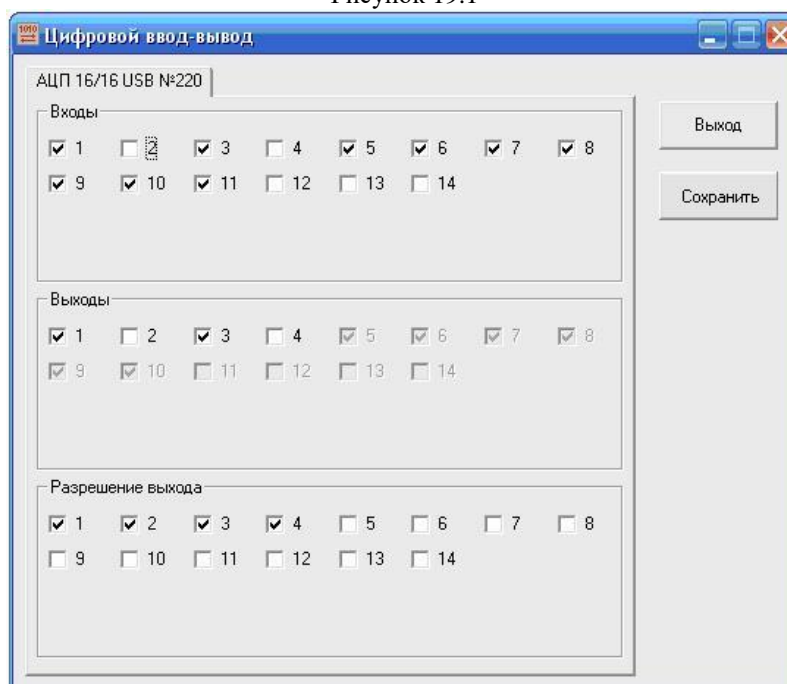 Рисунок 19.1
Цифровой ввод-вывод
АЦП 16/16 USB №220
Входы
1 2 3 4 5 6 7 8
9 10 11 12 13 14
Выход
Сохранить
Выходы
1 2 3 4 5 6 7 8
9 10 11 12 13 14
Разрешение выхода
1 2 3 4 5 6 7 8
9 10 11 12 13 14